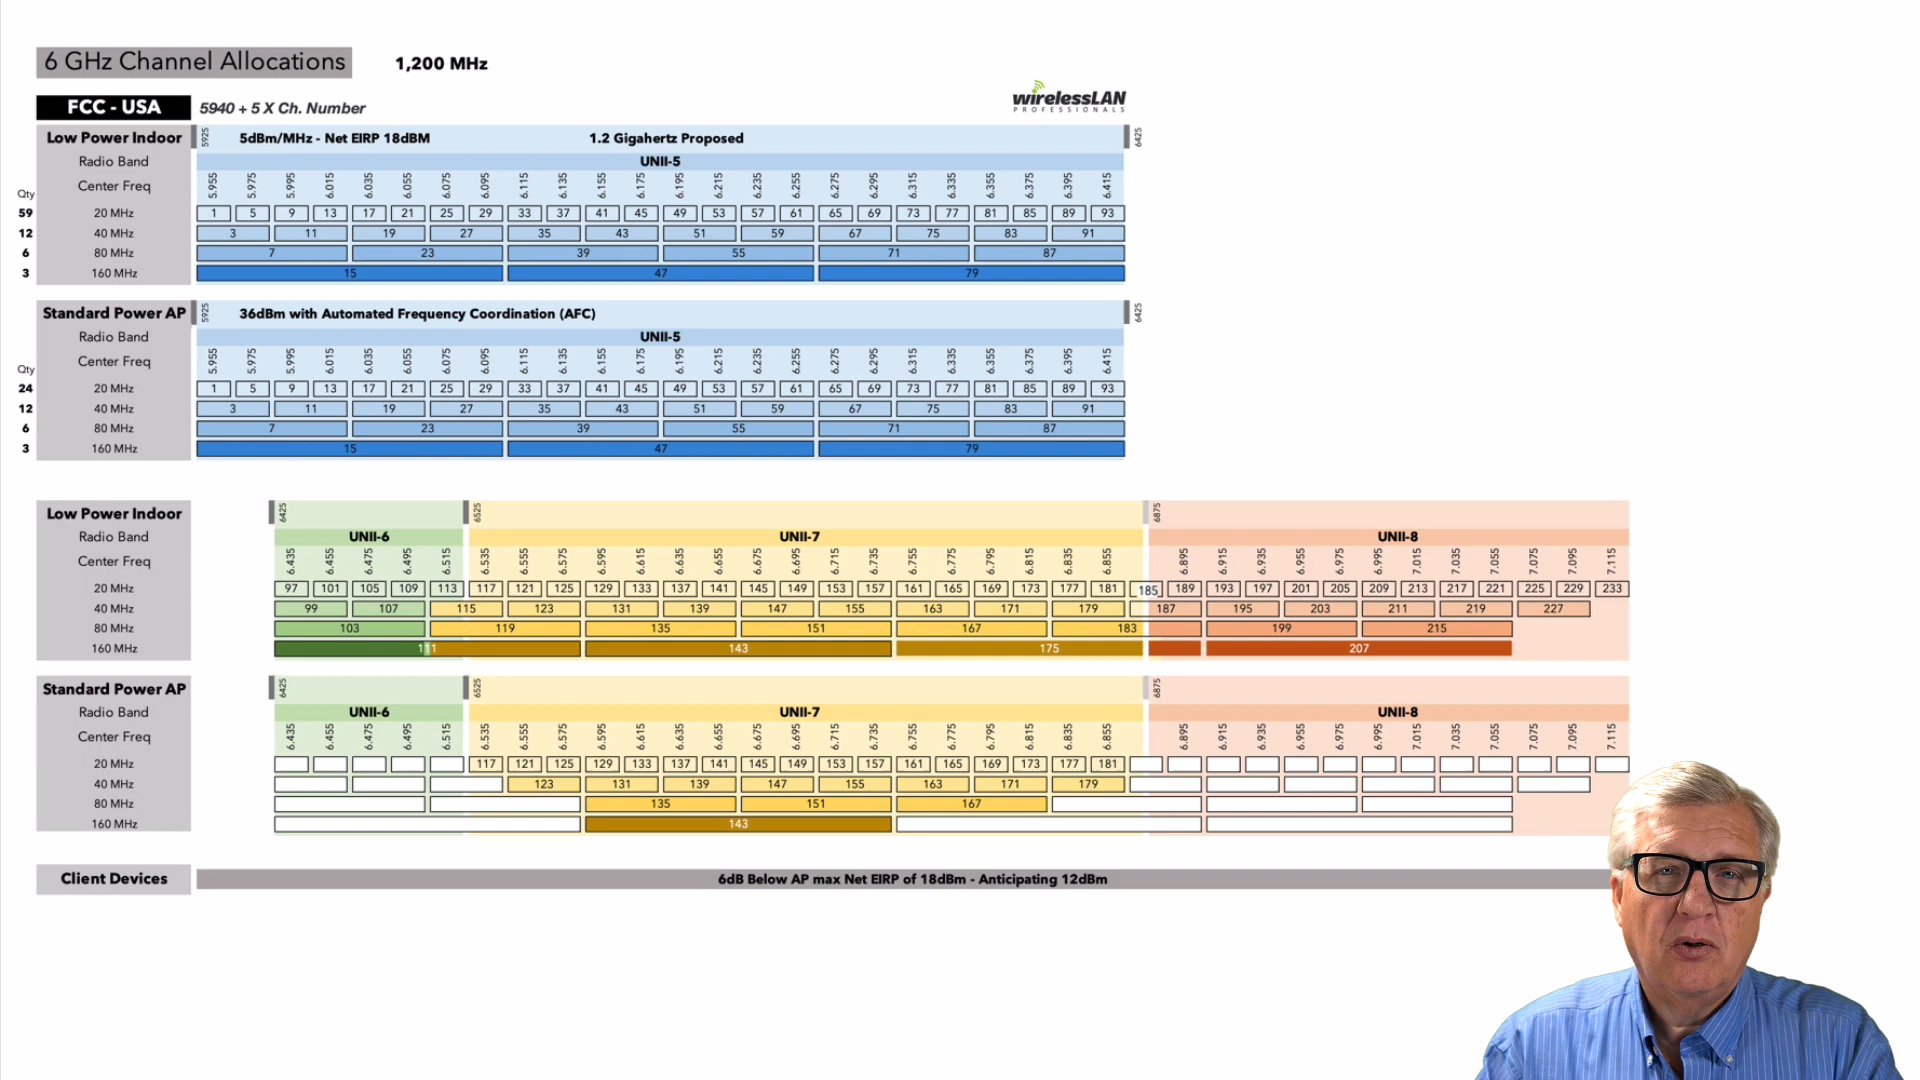 6 GHz Channel Allocations 1,200 MHz
wirelessLAN
PROFESSIONALS
FCC - USA 5940 + 5 X Ch. Number
Low Power Indoor 5925 5dBm/MHz - Net EIRP 18dBM 1.2 Gigahertz Proposed 6425
Radio Band UNII-5
Center Freq 5.955 5.975 5.995 6.015 6.035 6.055 6.075 6.095 6.115 6.135 6.155 6.175 6.195 6.215 6.235 6.255 6.275 6.295 6.315 6.335 6.355 6.375 6.395 6.415
Qty
59 20 MHz 1 5 9 13 17 21 25 29 33 37 41 45 49 53 57 61 65 69 73 77 81 85 89 93
12 40 MHz 3 11 19 27 35 43 51 59 67 75 83 91
6 80 MHz 7 23 39 55 71 87
3 160 MHz 15 47 79
Standard Power AP 5925 36dBm with Automated Frequency Coordination (AFC) 6425
Radio Band UNII-5
Center Freq 5.955 5.975 5.995 6.015 6.035 6.055 6.075 6.095 6.115 6.135 6.155 6.175 6.195 6.215 6.235 6.255 6.275 6.295 6.315 6.335 6.355 6.375 6.395 6.415
Qty
24 20 MHz 1 5 9 13 17 21 25 29 33 37 41 45 49 53 57 61 65 69 73 77 81 85 89 93
12 40 MHz 3 11 19 27 35 43 51 59 67 75 83 91
6 80 MHz 7 23 39 55 71 87
3 160 MHz 15 47 79
Low Power Indoor 6425 6525 6875
Radio Band UNII-6 UNII-7 UNII-8
Center Freq 6.435 6.455 6.475 6.495 6.515 6.535 6.555 6.575 6.595 6.615 6.635 6.655 6.675 6.695 6.715 6.735 6.755 6.775 6.795 6.815 6.835 6.855 6.895 6.915 6.935 6.955 6.975 6.995 7.015 7.035 7.055 7.075 7.095 7.115
20 MHz 97 101 105 109 113 117 121 125 129 133 137 141 145 149 153 157 161 165 169 173 177 181 185 189 193 197 201 205 209 213 217 221 225 229 233
40 MHz 99 107 115 123 131 139 147 155 163 171 179 187 195 203 211 219 227
80 MHz 103 119 135 151 167 183 199 215
160 MHz 111 143 175 207
Standard Power AP 6425 6525 6875
Radio Band UNII-6 UNII-7 UNII-8
Center Freq 6.435 6.455 6.475 6.495 6.515 6.535 6.555 6.575 6.595 6.615 6.635 6.655 6.675 6.695 6.715 6.735 6.755 6.775 6.795 6.815 6.835 6.855 6.895 6.915 6.935 6.955 6.975 6.995 7.015 7.035 7.055 7.075 7.095 7.115
20 MHz 117 121 125 129 133 137 141 145 149 153 157 161 165 169 173 177 181
40 MHz 123 131 139 147 155 163 171 179
80 MHz 135 151 167
160 MHz 143
Client Devices 6dB Below AP max Net EIRP of 18dBm - Anticipating 12dBm